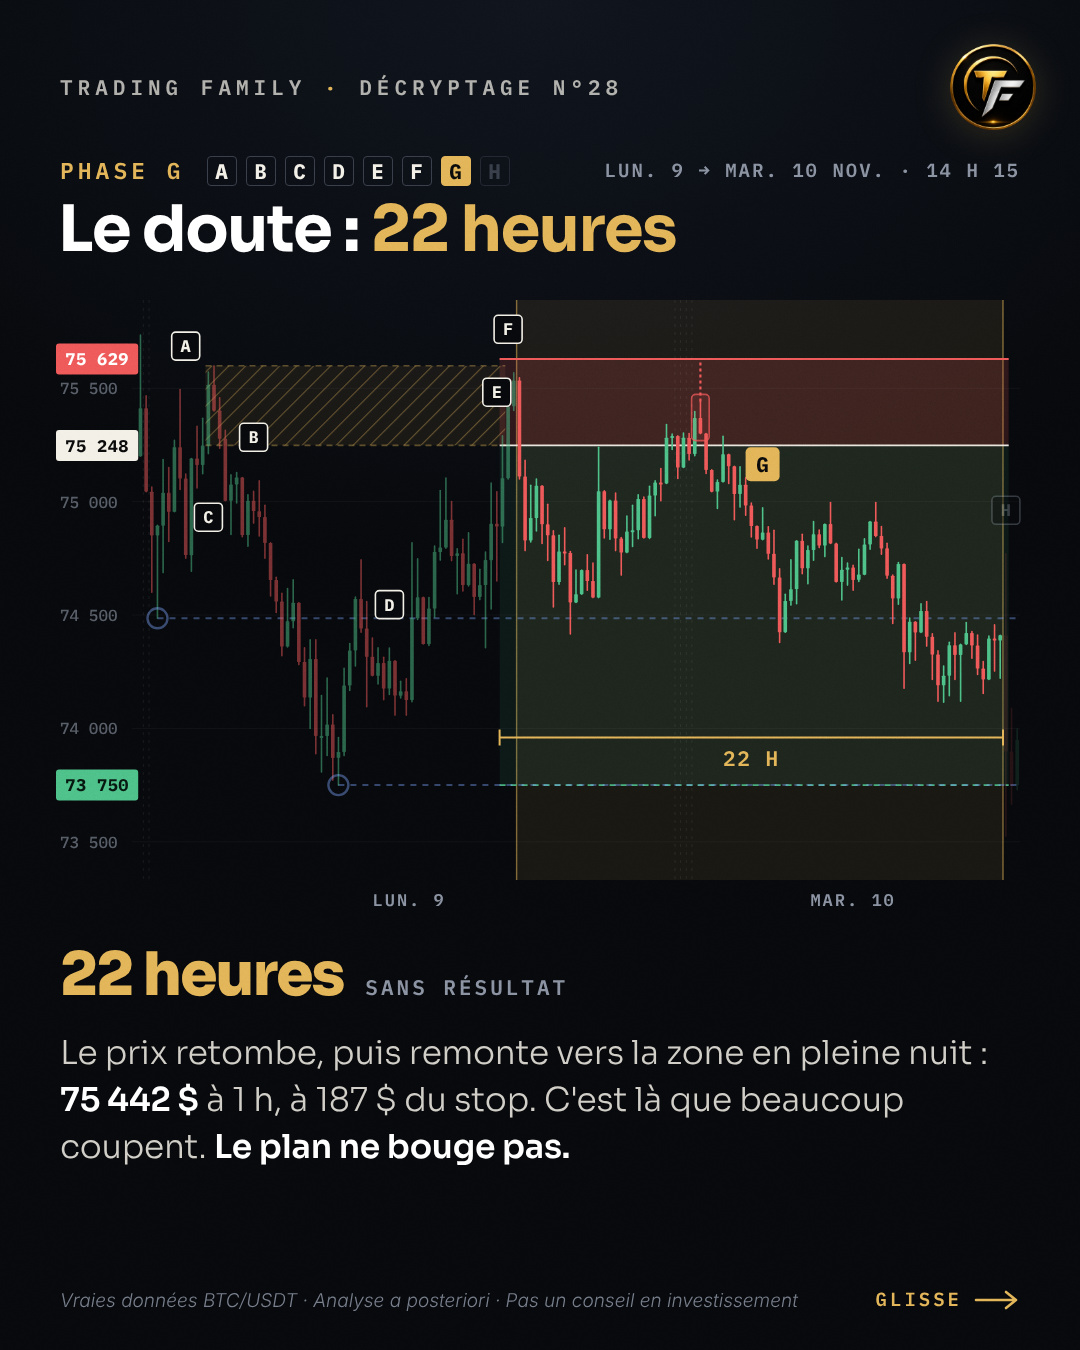 TRADING FAMILY · DÉCRYPTAGE N°28
TF
PHASE G A B C D E F G H
LUN. 9 → MAR. 10 NOV. · 14 H 15
Le doute : 22 heures
F
A
75 629
75 500
E
B
75 248
G
75 000
C
H
D
74 500
74 000
22 H
73 750
73 500
LUN. 9
MAR. 10
22 heures SANS RÉSULTAT
Le prix retombe, puis remonte vers la zone en pleine nuit :
75 442 $ à 1 h, à 187 $ du stop. C'est là que beaucoup
coupent. Le plan ne bouge pas.
Vraies données BTC/USDT · Analyse a posteriori · Pas un conseil en investissement
GLISSE →